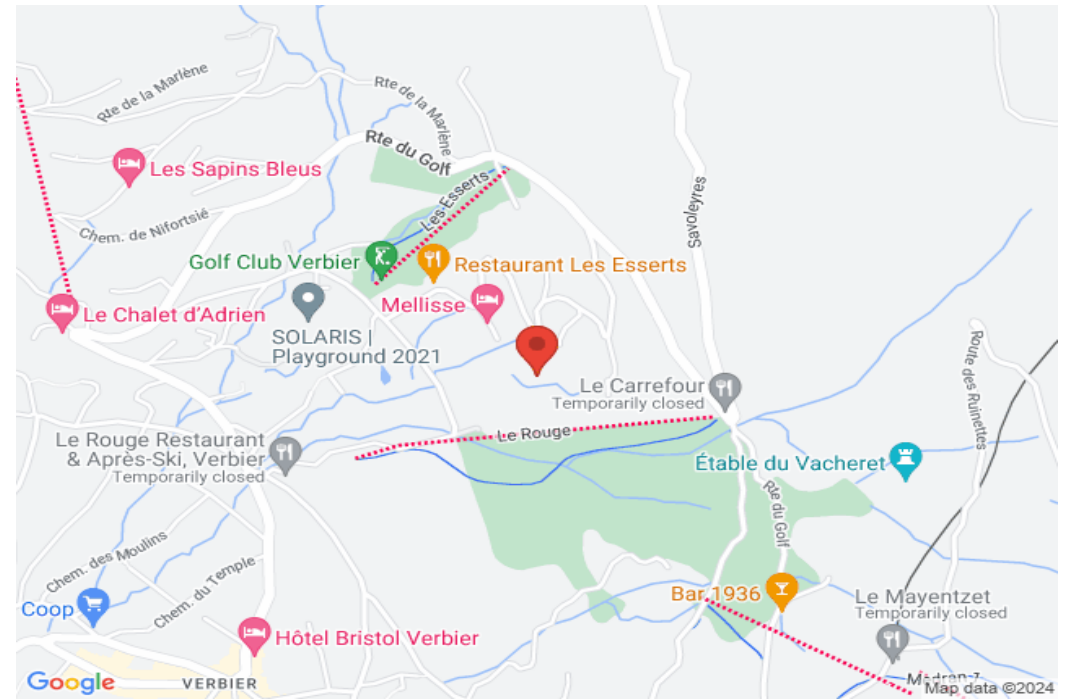 Rte de la Marlène
Rte de la Marlène
Rte du Golf
Les Sapins Bleus
Les Esserts
Savoleyres
Chem. de Nifortsié
Golf Club Verbier
Restaurant Les Esserts
Mellisse
Le Chalet d'Adrien
SOLARIS |
Playground 2021
Route des Ruinettes
Le Carrefour
Temporarily closed
Le Rouge
Le Rouge Restaurant
& Après-Ski, Verbier
Temporarily closed
Étable du Vacheret
Rte du Golf
Chem. des Moulins
Chem. du Temple
Coop
Bar 1936
Le Mayentzet
Temporarily closed
Hôtel Bristol Verbier
Google
VERBIER
Map data ©2024